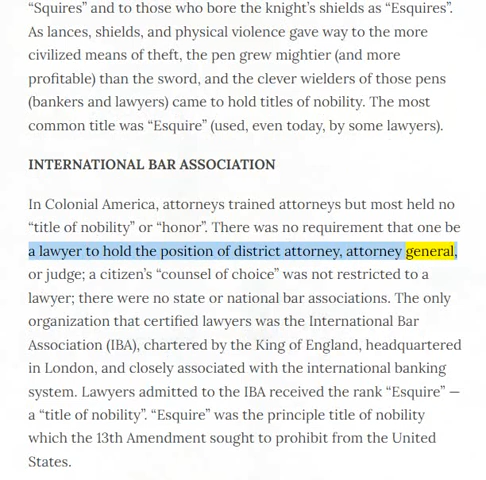 “Squires” and to those who bore the knight’s shields as “Esquires”.
As lances, shields, and physical violence gave way to the more
civilized means of theft, the pen grew mightier (and more
profitable) than the sword, and the clever wielders of those pens
(bankers and lawyers) came to hold titles of nobility. The most
common title was “Esquire” (used, even today, by some lawyers).
INTERNATIONAL BAR ASSOCIATION
In Colonial America, attorneys trained attorneys but most held no
“title of nobility” or “honor”. There was no requirement that one be
a lawyer to hold the position of district attorney, attorney general,
or judge; a citizen’s “counsel of choice” was not restricted to a
lawyer; there were no state or national bar associations. The only
organization that certified lawyers was the International Bar
Association (IBA), chartered by the King of England, headquartered
in London, and closely associated with the international banking
system. Lawyers admitted to the IBA received the rank “Esquire” —
a “title of nobility”. “Esquire” was the principle title of nobility
which the 13th Amendment sought to prohibit from the United
States.